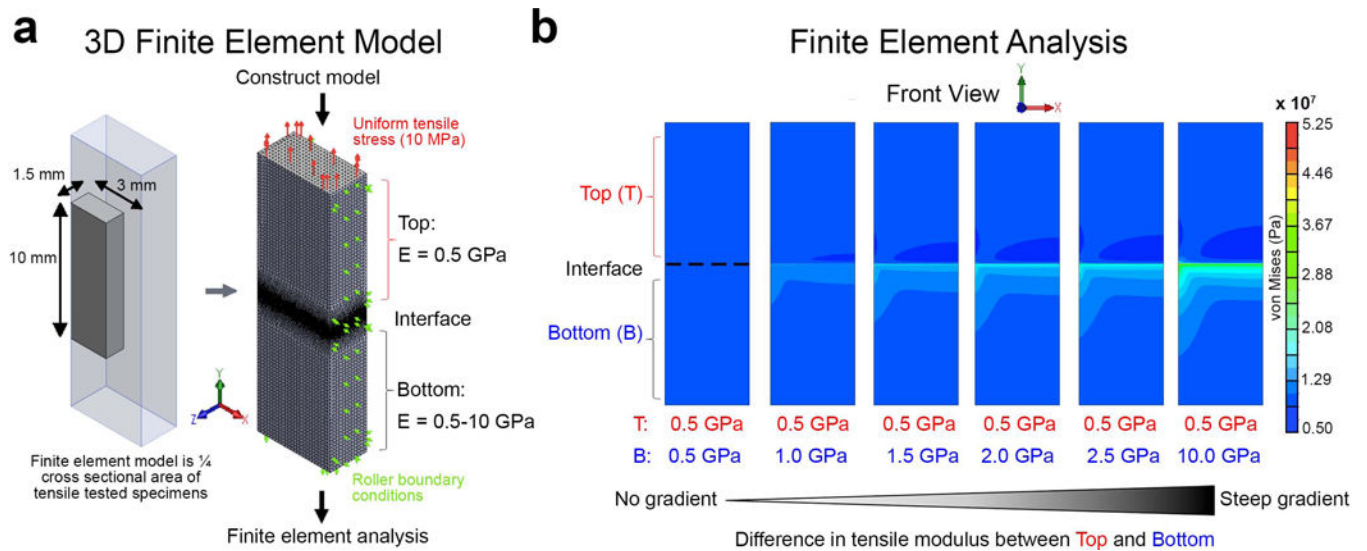 a
3D Finite Element Model
Construct model
Uniform tensile
stress (10 MPa)
1.5 mm
3 mm
10 mm
Top:
E = 0.5 GPa
Interface
Bottom:
E = 0.5-10 GPa
Y
Z
X
Finite element model is ¼
cross sectional area of
tensile tested specimens
Roller boundary
conditions
Finite element analysis
b
Finite Element Analysis
Front View
Y
X
x 10⁷
Top (T)
Interface
Bottom (B)
5.25
4.46
3.67
2.88
2.08
1.29
0.50
von Mises (Pa)
T: 0.5 GPa 0.5 GPa 0.5 GPa 0.5 GPa 0.5 GPa 0.5 GPa
B: 0.5 GPa 1.0 GPa 1.5 GPa 2.0 GPa 2.5 GPa 10.0 GPa
No gradient Steep gradient
Difference in tensile modulus between Top and Bottom